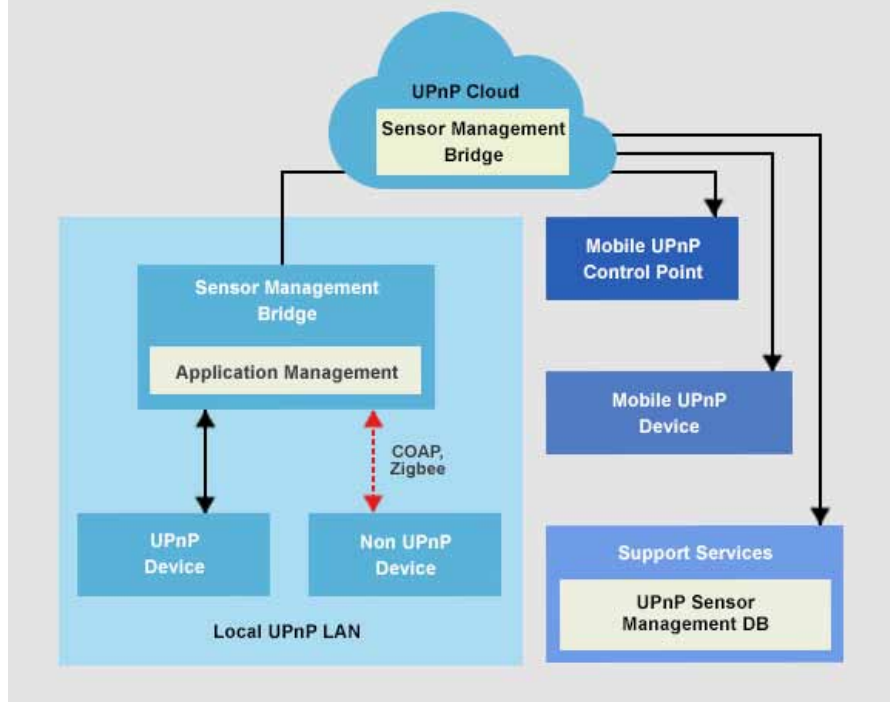 UPnP Cloud
Sensor Management
Bridge
Sensor Management
Bridge
Application Management
COAP,
Zigbee
UPnP
Device
Non UPnP
Device
Local UPnP LAN
Mobile UPnP
Control Point
Mobile UPnP
Device
Support Services
UPnP Sensor
Management DB